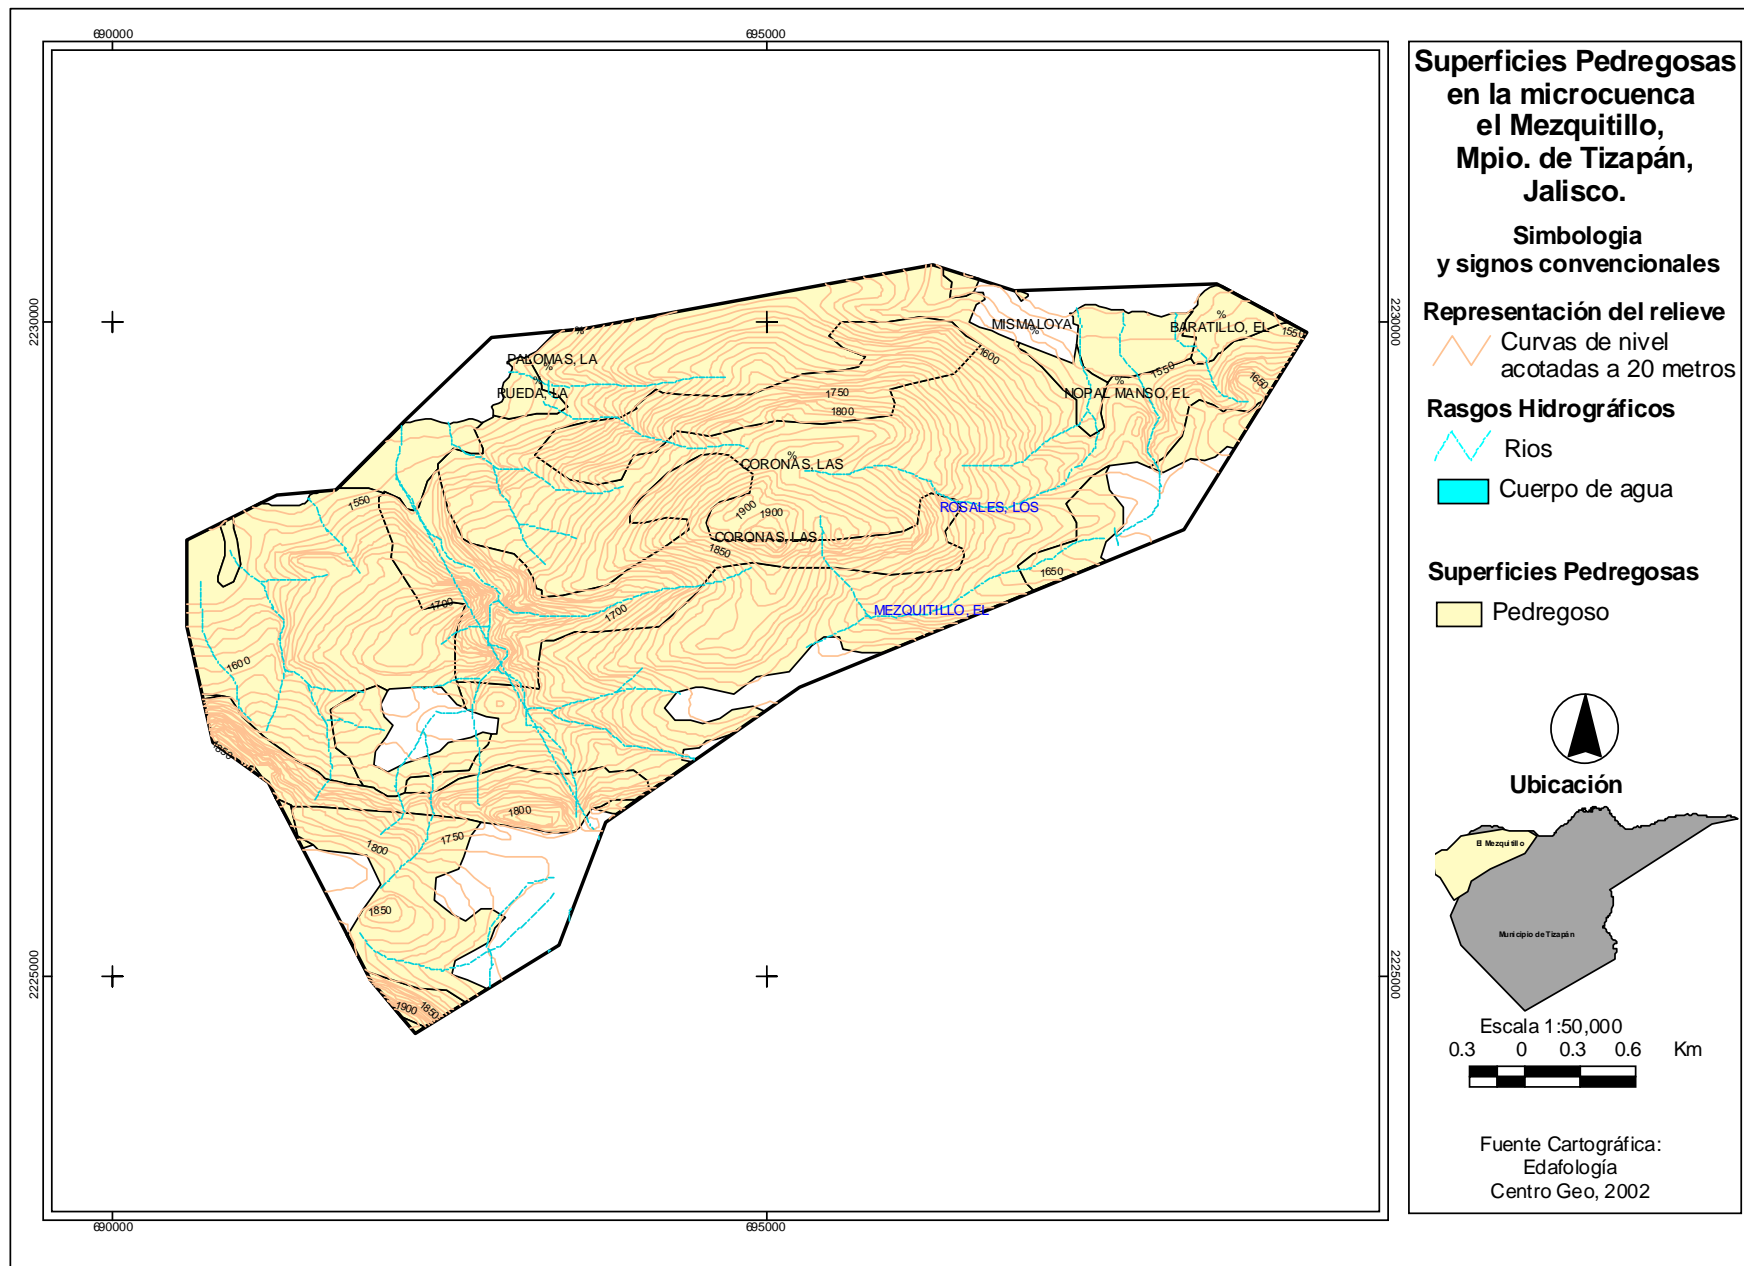 690000
695000
2230000
2230000
2225000
2225000
690000
695000
MISMALOYA
%
BARATILLO, EL
%
1550
%
PALOMAS, LA
%
1600
1550
1650
%
RUEDA, LA
1750
%
NOPAL MANSO, EL
1800
%
CORONAS, LAS
1550
1900
1900
ROSALES, LOS
CORONAS, LAS
1850
1650
1700
1700
MEZQUITILLO, EL
1600
1850
1800
1750
1800
1850
1900
1850
Superficies Pedregosas
en la microcuenca
el Mezquitillo,
Mpio. de Tizapán,
Jalisco.
Simbologia
y signos convencionales
Representación del relieve
Curvas de nivel
acotadas a 20 metros
Rasgos Hidrográficos
Rios
Cuerpo de agua
Superficies Pedregosas
Pedregoso
Ubicación
El Mezquitillo
Municipio de Tizapán
Escala 1:50,000
0.3 0 0.3 0.6 Km
Fuente Cartográfica:
Edafología
Centro Geo, 2002